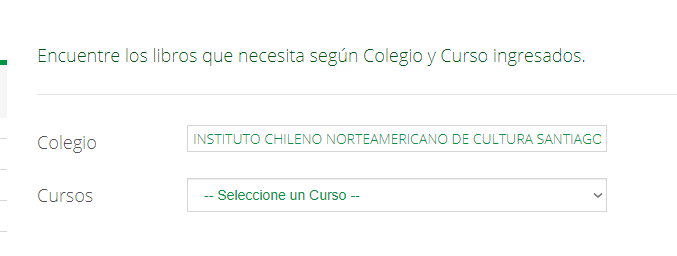 Encuentre los libros que necesita según Colegio y Curso ingresados.
Colegio
INSTITUTO CHILENO NORTEAMERICANO DE CULTURA SANTIAGO
Cursos
-- Seleccione un Curso --